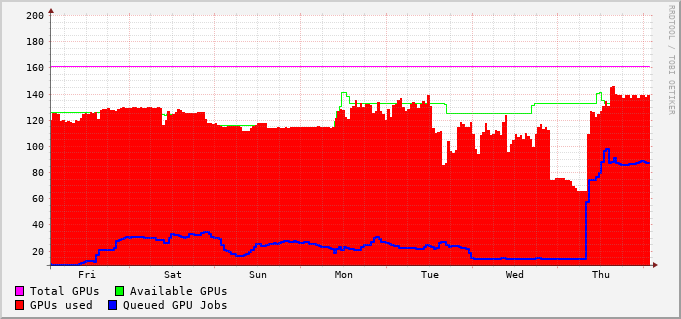 200
180
160
140
120
100
80
60
40
20
Fri Sat Sun Mon Tue Wed Thu
Total GPUs Available GPUs
GPUs used Queued GPU Jobs
RRDTOOL / TOBI OETIKER